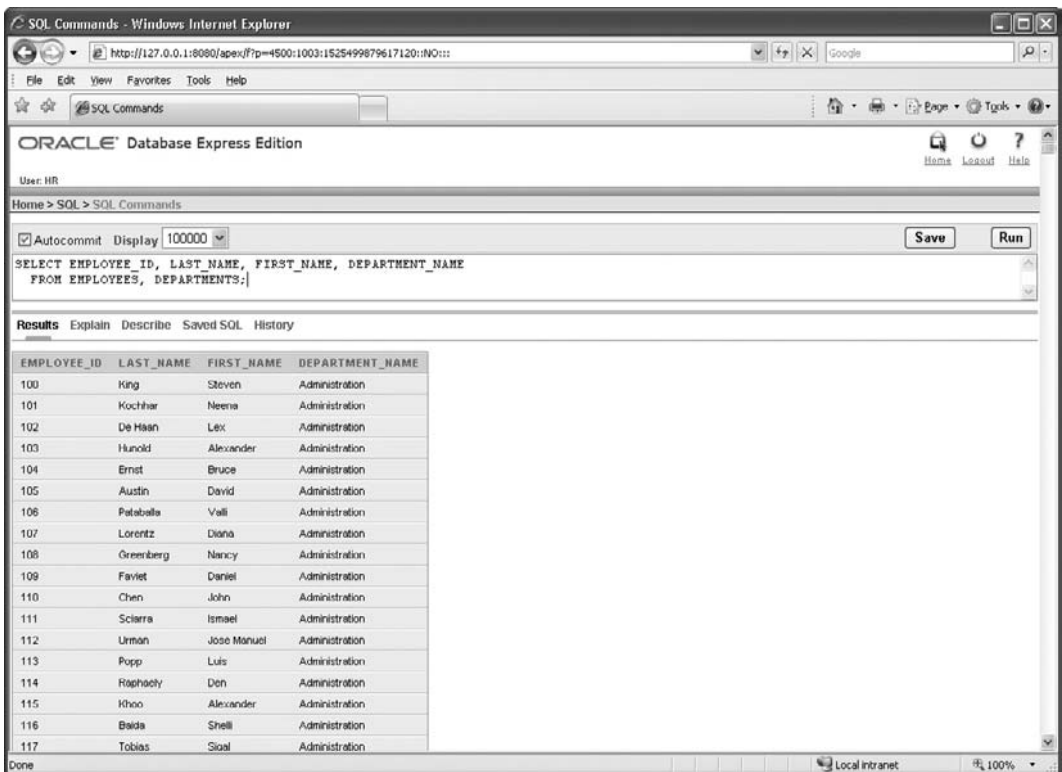 SQL Commands - Windows Internet Explorer
http://127.0.0.1:8080/apex/f?p=4500:1003:1525499879617120::NO:::
Google
File Edit View Favorites Tools Help
SQL Commands
Page Tools
ORACLE Database Express Edition
Home Logout Help
User: HR
Home > SQL > SQL Commands
Autocommit Display 100000 Save Run
SELECT EMPLOYEE_ID, LAST_NAME, FIRST_NAME, DEPARTMENT_NAME
FROM EMPLOYEES, DEPARTMENTS;
Results Explain Describe Saved SQL History
EMPLOYEE_ID LAST_NAME FIRST_NAME DEPARTMENT_NAME
100 King Steven Administration
101 Kochhar Neena Administration
102 De Haan Lex Administration
103 Hunold Alexander Administration
104 Ernst Bruce Administration
105 Austin David Administration
106 Pataballa Valli Administration
107 Lorentz Diana Administration
108 Greenberg Nancy Administration
109 Faviet Daniel Administration
110 Chen John Administration
111 Sciarra Ismael Administration
112 Urman Jose Manuel Administration
113 Popp Luis Administration
114 Raphaely Den Administration
115 Khoo Alexander Administration
116 Baida Shelli Administration
117 Tobias Sigal Administration
Done Local intranet 100%